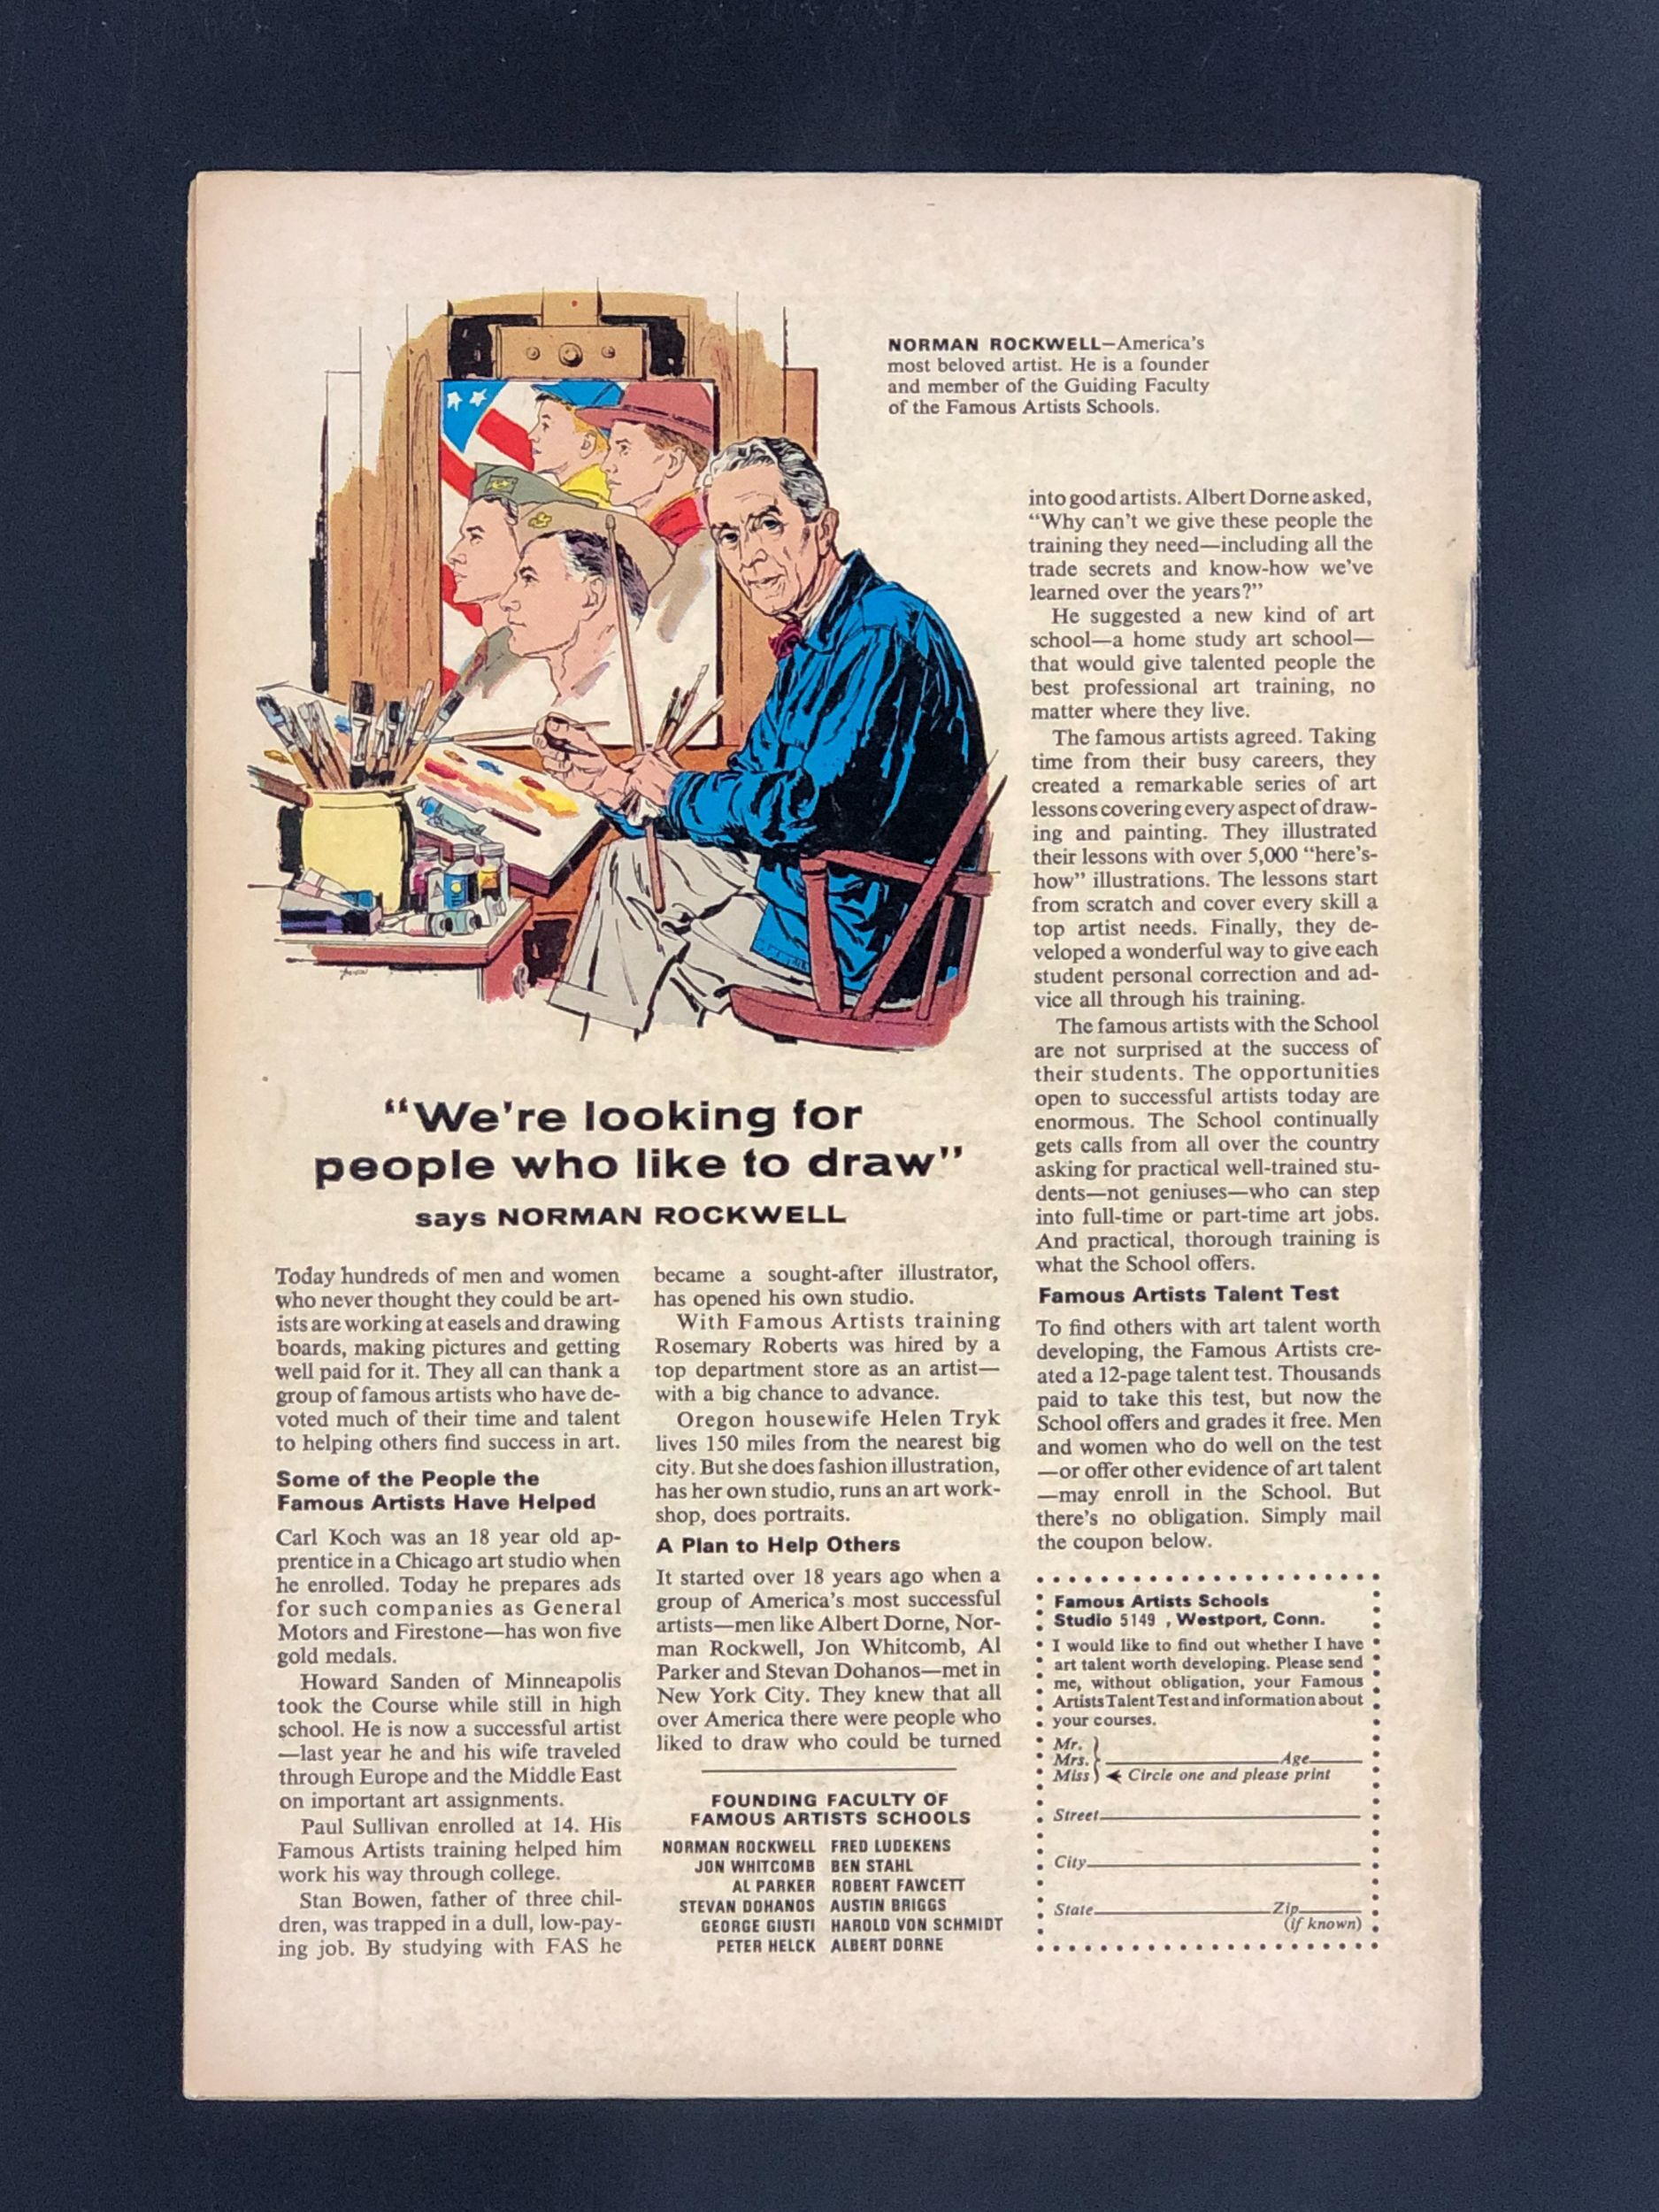 NORMAN ROCKWELL—America's
most beloved artist. He is a founder
and member of the Guiding Faculty
of the Famous Artists Schools.
"We're looking for
people who like to draw"
says NORMAN ROCKWELL
Today hundreds of men and women
who never thought they could be art-
ists are working at easels and drawing
boards, making pictures and getting
well paid for it. They all can thank a
group of famous artists who have de-
voted much of their time and talent
to helping others find success in art.
Some of the People the
Famous Artists Have Helped
Carl Koch was an 18 year old ap-
prentice in a Chicago art studio when
he enrolled. Today he prepares ads
for such companies as General
Motors and Firestone—has won five
gold medals.
Howard Sanden of Minneapolis
took the Course while still in high
school. He is now a successful artist
—last year he and his wife traveled
through Europe and the Middle East
on important art assignments.
Paul Sullivan enrolled at 14. His
Famous Artists training helped him
work his way through college.
Stan Bowen, father of three chil-
dren, was trapped in a dull, low-pay-
ing job. By studying with FAS he
became a sought-after illustrator,
has opened his own studio.
With Famous Artists training
Rosemary Roberts was hired by a
top department store as an artist—
with a big chance to advance.
Oregon housewife Helen Tryk
lives 150 miles from the nearest big
city. But she does fashion illustration,
has her own studio, runs an art work-
shop, does portraits.
A Plan to Help Others
It started over 18 years ago when a
group of America's most successful
artists—men like Albert Dorne, Nor-
man Rockwell, Jon Whitcomb, Al
Parker and Stevan Dohanos—met in
New York City. They knew that all
over America there were people who
liked to draw who could be turned
FOUNDING FACULTY OF
FAMOUS ARTISTS SCHOOLS
NORMAN ROCKWELL FRED LUDEKENS
JON WHITCOMB BEN STAHL
AL PARKER ROBERT FAWCETT
STEVAN DOHANOS AUSTIN BRIGGS
GEORGE GIUSTI HAROLD VON SCHMIDT
PETER HELCK ALBERT DORNE
into good artists. Albert Dorne asked,
"Why can't we give these people the
training they need—including all the
trade secrets and know-how we've
learned over the years?"
He suggested a new kind of art
school—a home study art school—
that would give talented people the
best professional art training, no
matter where they live.
The famous artists agreed. Taking
time from their busy careers, they
created a remarkable series of art
lessons covering every aspect of draw-
ing and painting. They illustrated
their lessons with over 5,000 "here's-
how" illustrations. The lessons start
from scratch and cover every skill a
top artist needs. Finally, they de-
veloped a wonderful way to give each
student personal correction and ad-
vice all through his training.
The famous artists with the School
are not surprised at the success of
their students. The opportunities
open to successful artists today are
enormous. The School continually
gets calls from all over the country
asking for practical well-trained stu-
dents—not geniuses—who can step
into full-time or part-time art jobs.
And practical, thorough training is
what the School offers.
Famous Artists Talent Test
To find others with art talent worth
developing, the Famous Artists cre-
ated a 12-page talent test. Thousands
paid to take this test, but now the
School offers and grades it free. Men
and women who do well on the test
—or offer other evidence of art talent
—may enroll in the School. But
there's no obligation. Simply mail
the coupon below.
Famous Artists Schools
Studio 5149 , Westport, Conn.
I would like to find out whether I have
art talent worth developing. Please send
me, without obligation, your Famous
Artists Talent Test and information about
your courses.
Mr.
Mrs. Age
Miss Circle one and please print
Street
City
State Zip
(if known)